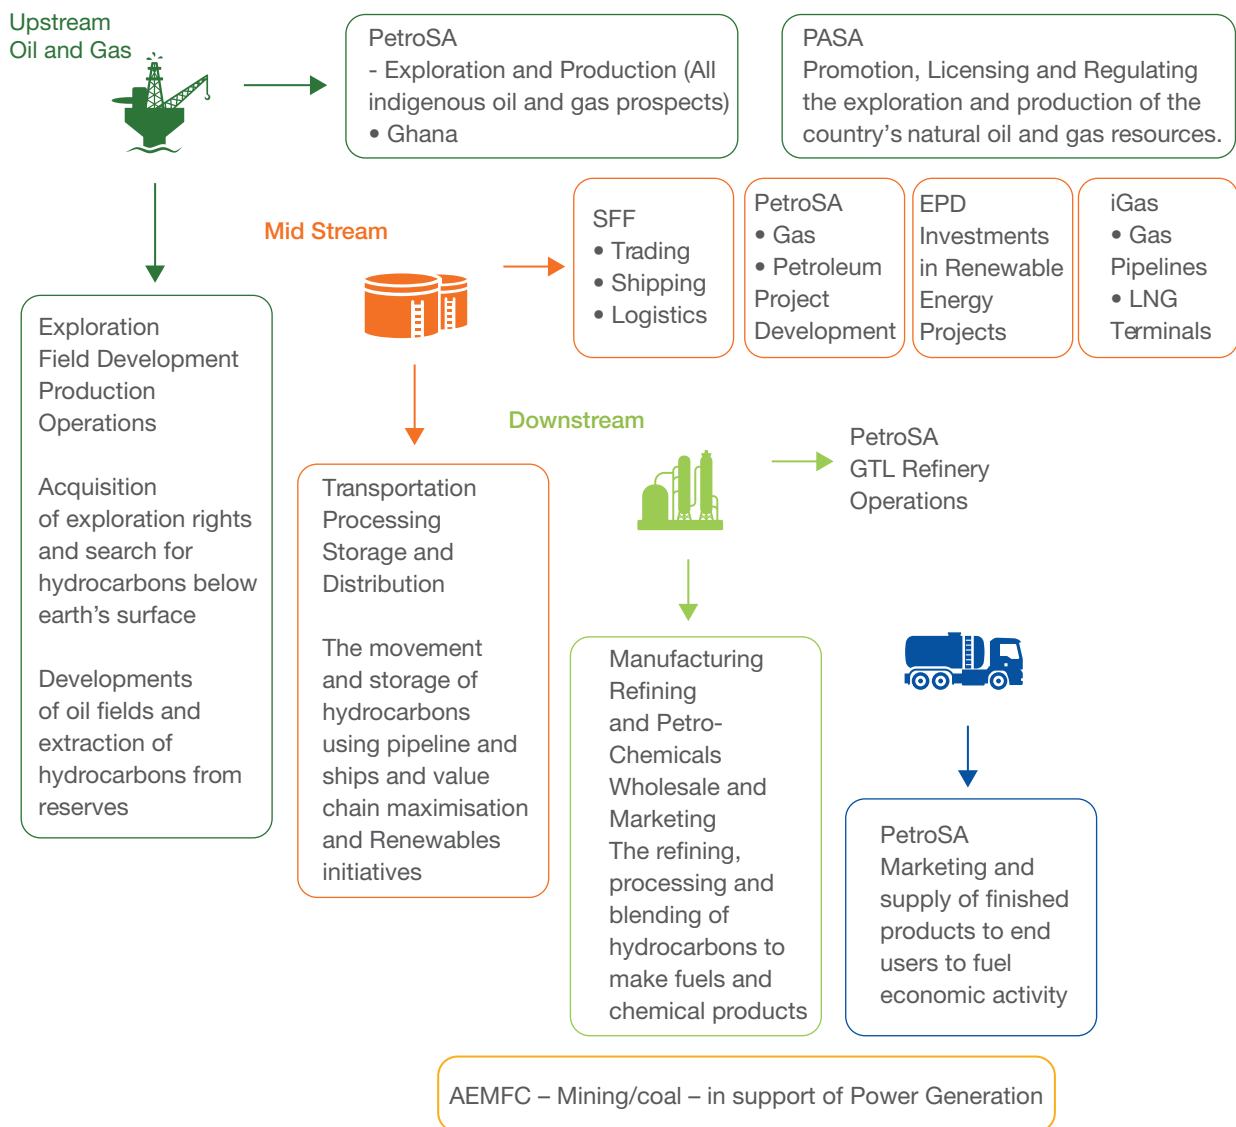 Upstream
Oil and Gas
PetroSA
- Exploration and Production (All
indigenous oil and gas prospects)
• Ghana
PASA
Promotion, Licensing and Regulating
the exploration and production of the
country’s natural oil and gas resources.
Mid Stream
SFF
• Trading
• Shipping
• Logistics
PetroSA
• Gas
• Petroleum
Project
Development
EPD
Investments
in Renewable
Energy
Projects
iGas
• Gas
Pipelines
• LNG
Terminals
Exploration
Field Development
Production
Operations
Acquisition
of exploration rights
and search for
hydrocarbons below
earth’s surface
Developments
of oil fields and
extraction of
hydrocarbons from
reserves
Downstream
PetroSA
GTL Refinery
Operations
Transportation
Processing
Storage and
Distribution
The movement
and storage of
hydrocarbons
using pipeline and
ships and value
chain maximisation
and Renewables
initiatives
Manufacturing
Refining
and Petro-
Chemicals
Wholesale and
Marketing
The refining,
processing and
blending of
hydrocarbons to
make fuels and
chemical products
PetroSA
Marketing and
supply of finished
products to end
users to fuel
economic activity
AEMFC – Mining/coal – in support of Power Generation